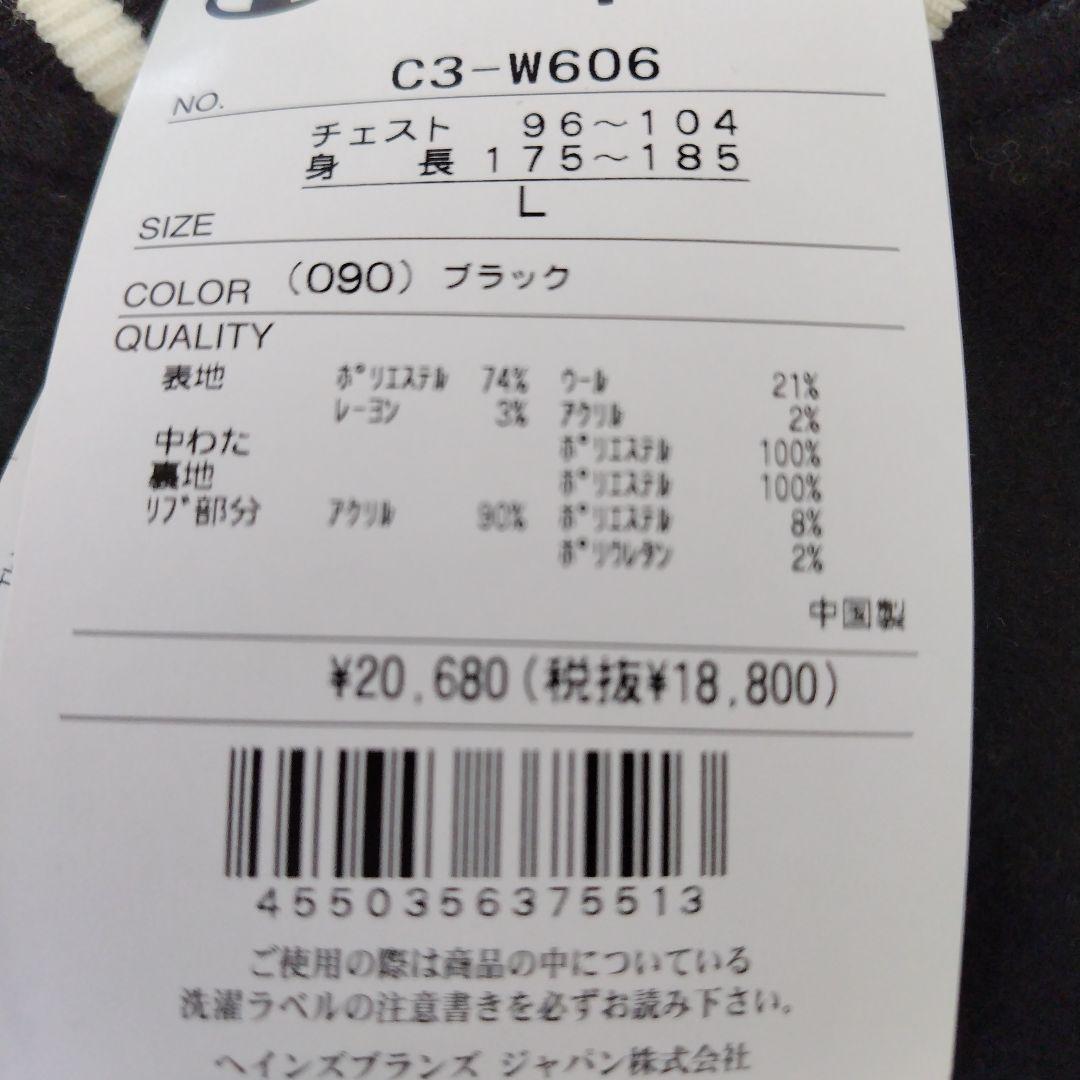 NO. C3-W606
チェスト 96～104
身長 175～185
SIZE L
COLOR (090) ブラック
QUALITY
表地 ﾎﾟﾘｴｽﾃﾙ 74% ｳｰﾙ 21%
ﾚｰﾖﾝ 3% ｱｸﾘﾙ 2%
中わた ﾎﾟﾘｴｽﾃﾙ 100%
裏地 ﾎﾟﾘｴｽﾃﾙ 100%
ﾘﾌﾞ部分 ｱｸﾘﾙ 90% ﾎﾟﾘｴｽﾃﾙ 8%
ﾎﾟﾘｳﾚﾀﾝ 2%
中国製
¥20,680(税抜¥18,800)
4550356375513
ご使用の際は商品の中についている
洗濯ラベルの注意書きを必ずお読み下さい。
ヘインズブランズ ジャパン株式会社